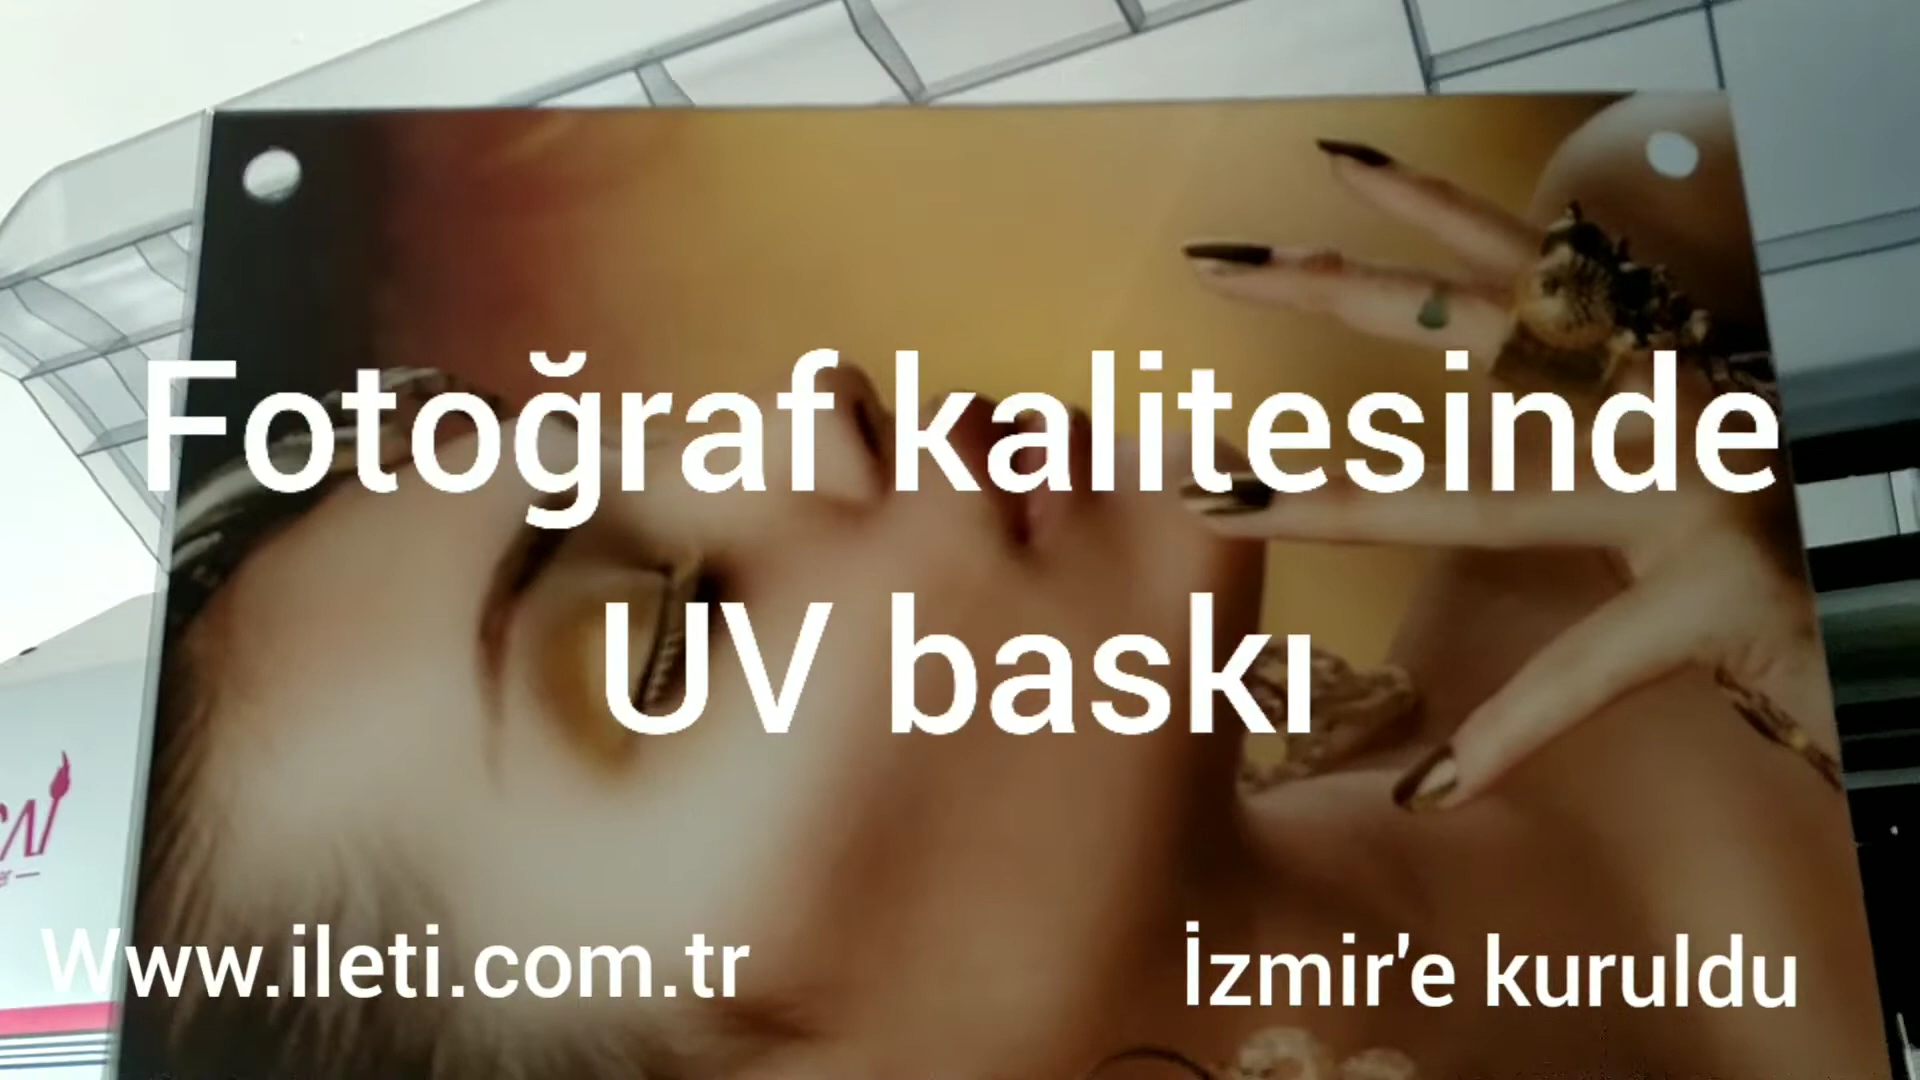 Fotoğraf kalitesinde
UV baskı
Www.ileti.com.tr
İzmir'e kuruldu